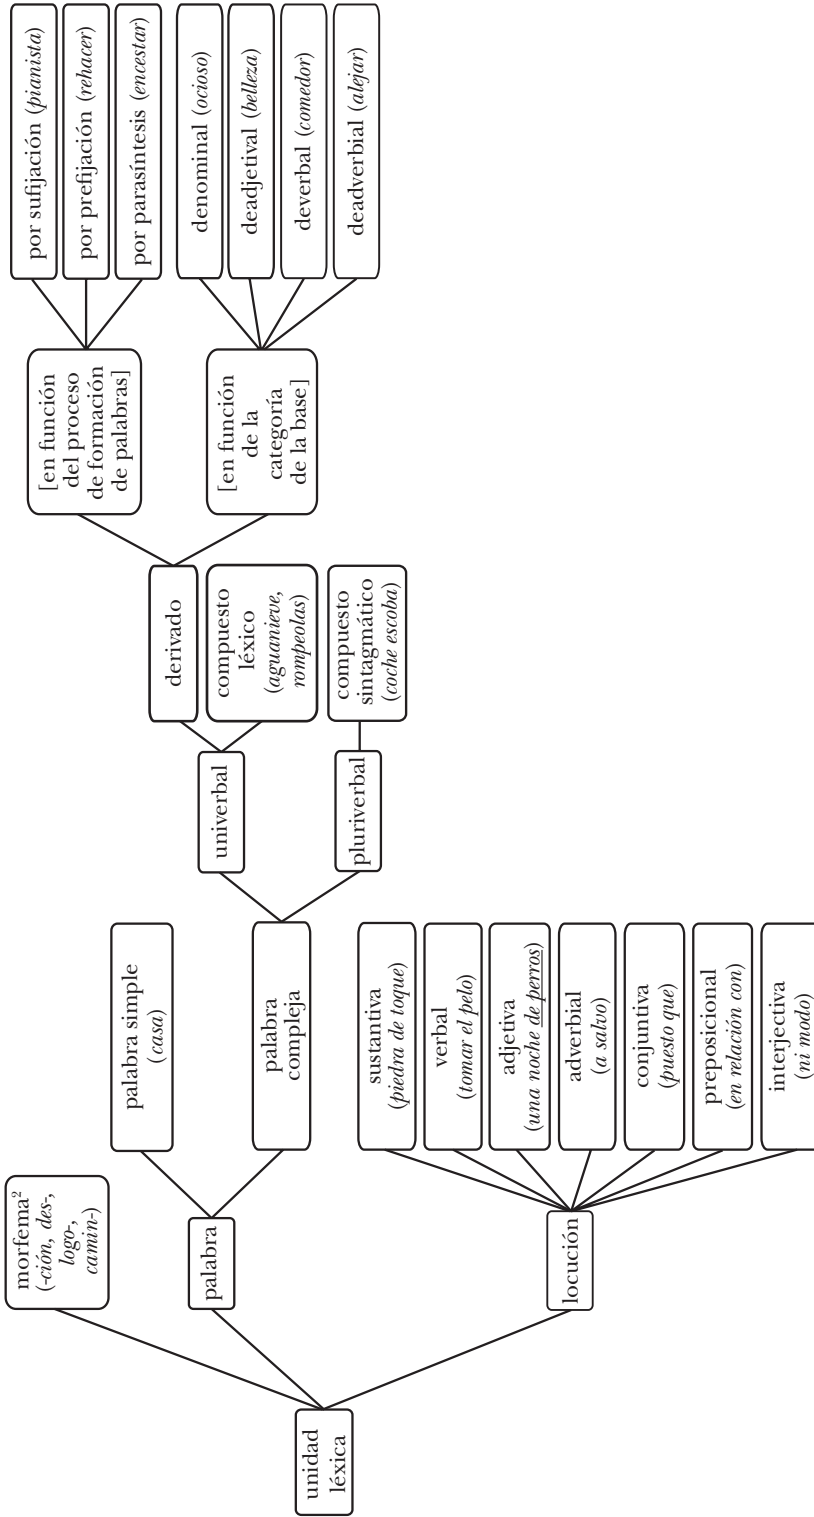 unidad
léxica
morfema²
(-ción, des-,
logo-,
camin-)
palabra
locución
palabra simple
(casa)
palabra
compleja
sustantiva
(piedra de toque)
verbal
(tomar el pelo)
adjetiva
(una noche de perros)
adverbial
(a salvo)
conjuntiva
(puesto que)
preposicional
(en relación con)
interjectiva
(ni modo)
univerbal
pluriverbal
derivado
compuesto
léxico
(aguanieve,
rompeolas)
compuesto
sintagmático
(coche escoba)
[en función
del proceso
de formación
de palabras]
[en función
de la
categoría
de la base]
por sufijación (pianista)
por prefijación (rehacer)
por parasíntesis (encestar)
denominal (ocioso)
deadjetival (belleza)
deverbal (comedor)
deadverbial (alejar)